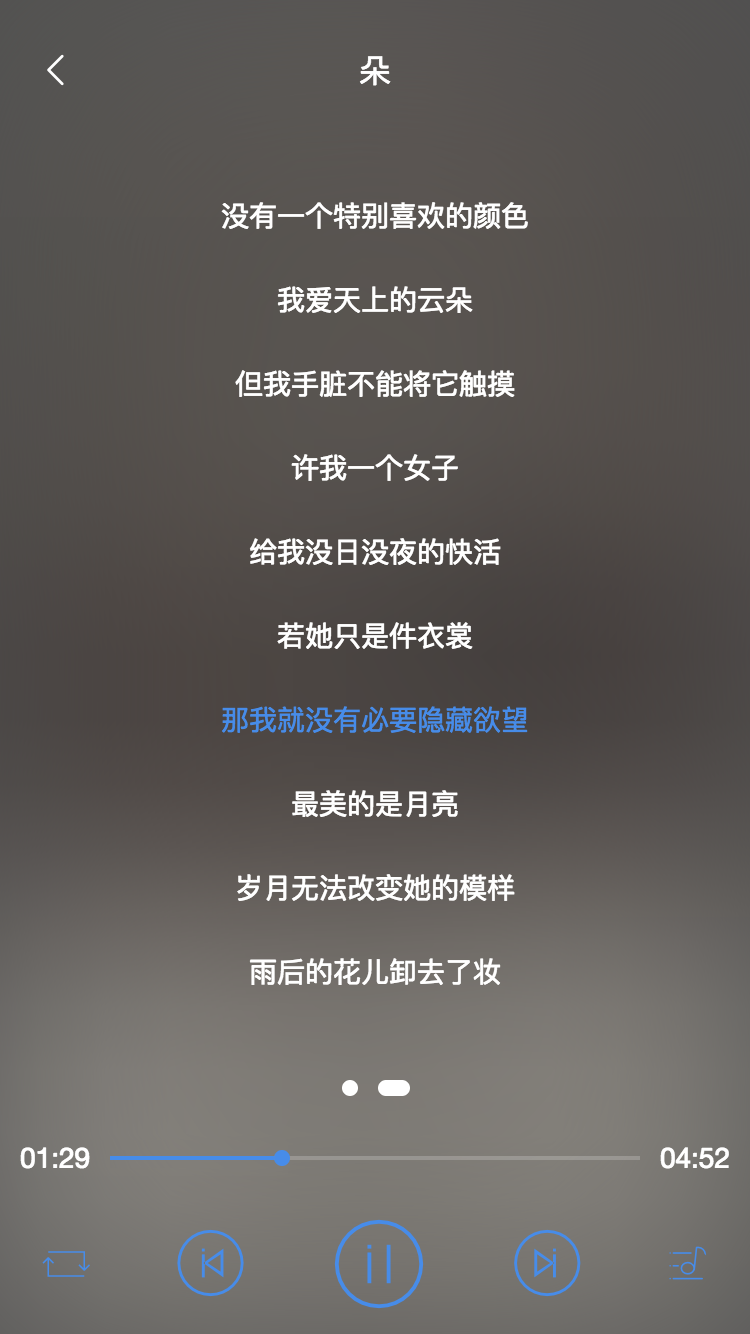 朵
没有一个特别喜欢的颜色
我爱天上的云朵
但我手脏不能将它触摸
许我一个女子
给我没日没夜的快活
若她只是件衣裳
那我就没有必要隐藏欲望
最美的是月亮
岁月无法改变她的模样
雨后的花儿卸去了妆
01:29
04:52